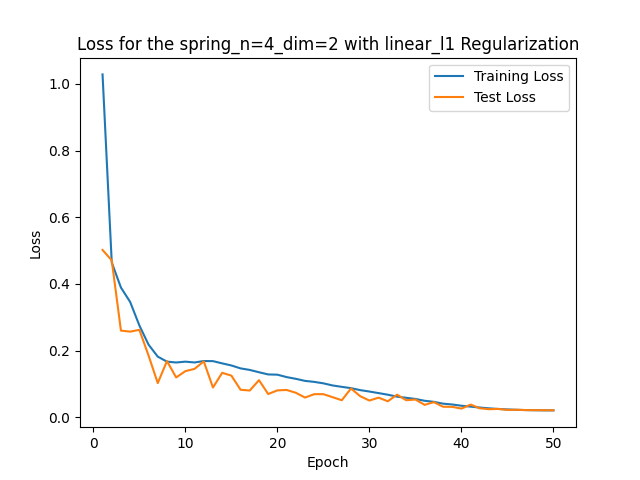 Loss for the spring_n=4_dim=2 with linear_l1 Regularization
Training Loss
Test Loss
Loss
1.0
0.8
0.6
0.4
0.2
0.0
0 10 20 30 40 50
Epoch